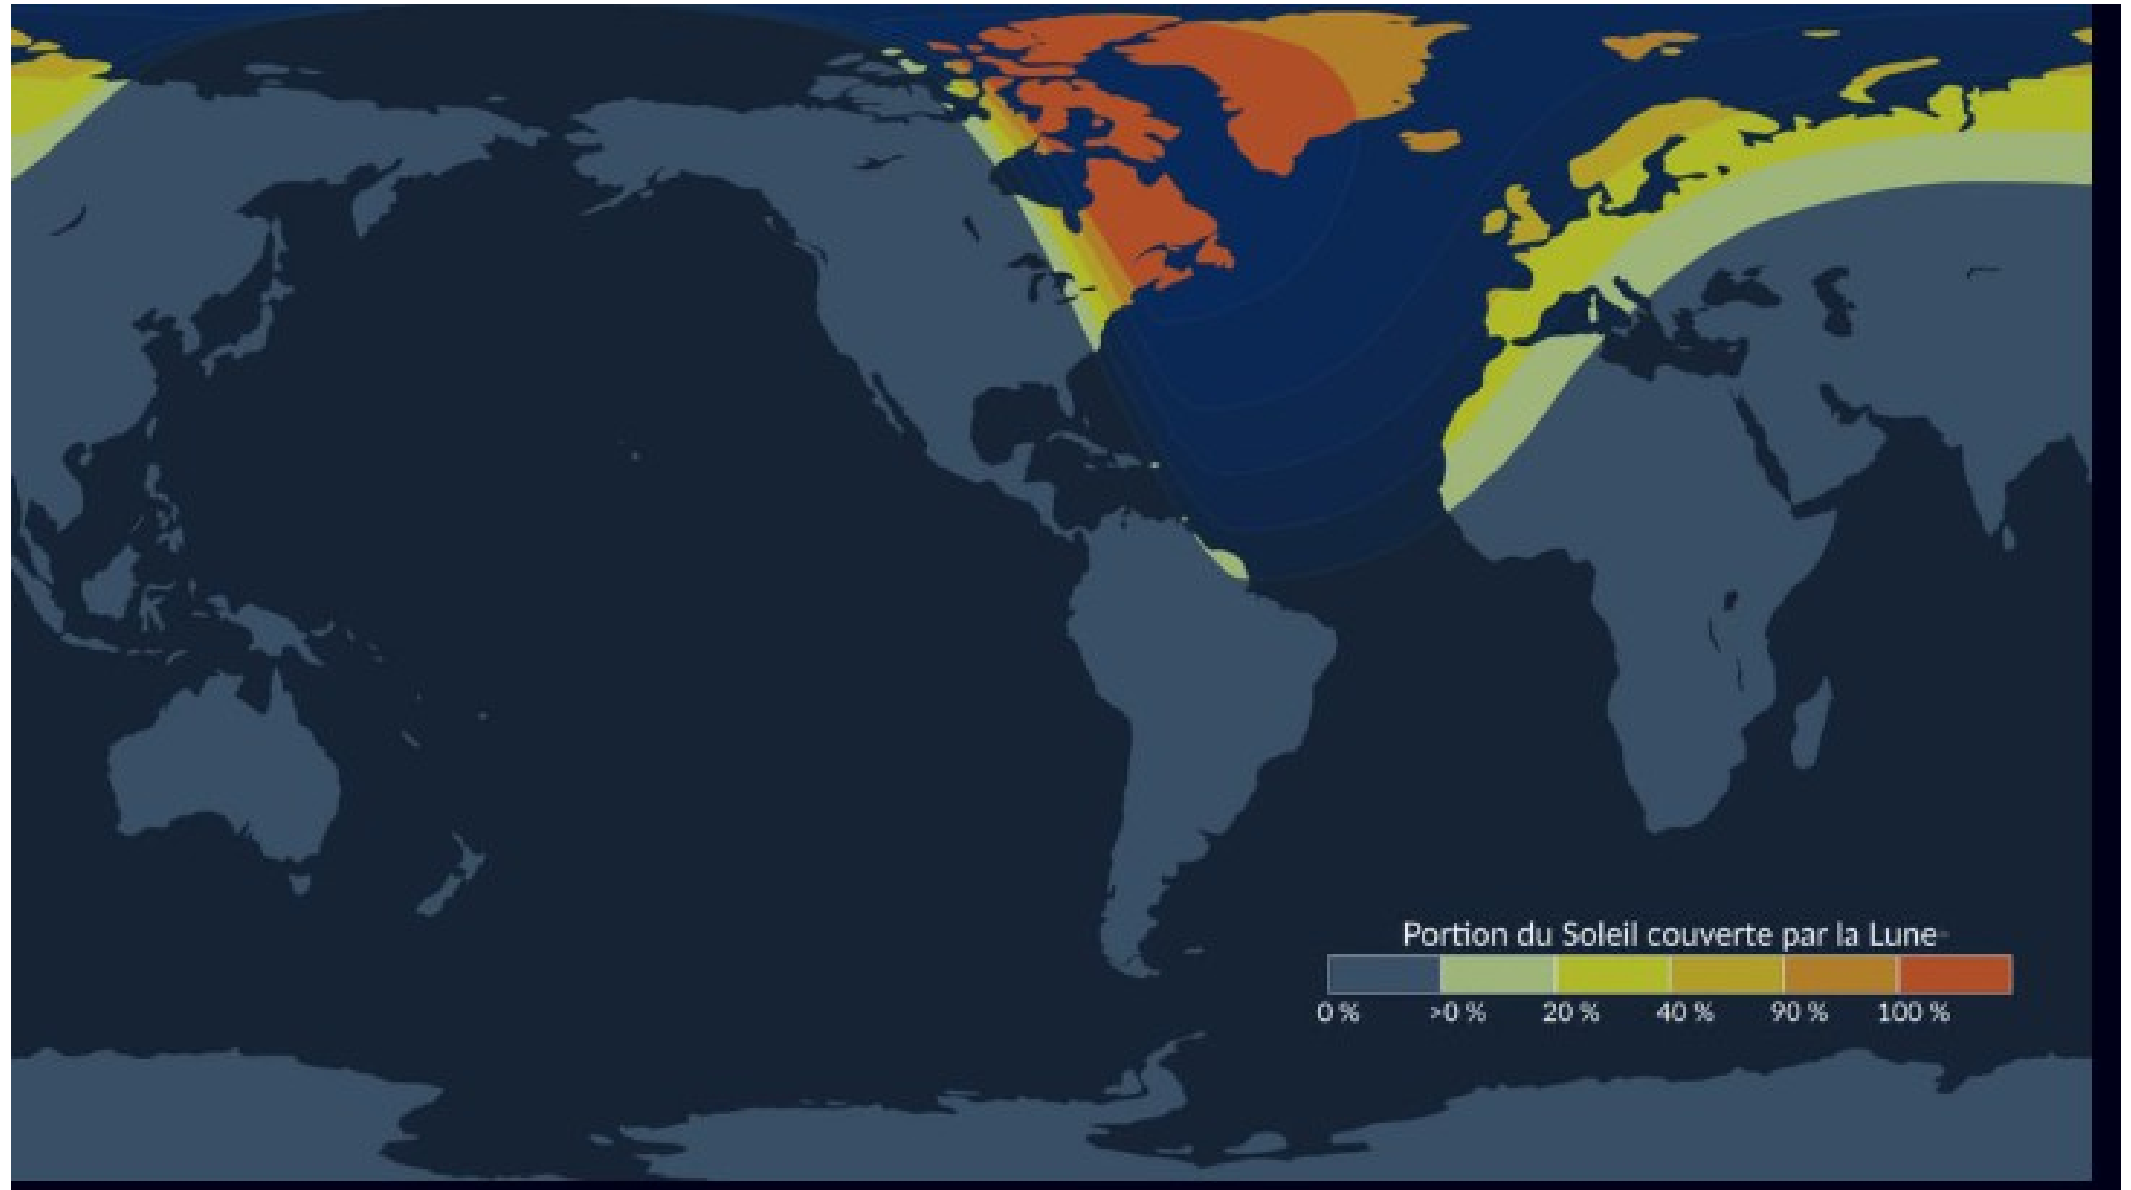 Portion du Soleil couverte par la Lune
0 % >0 % 20 % 40 % 90 % 100 %